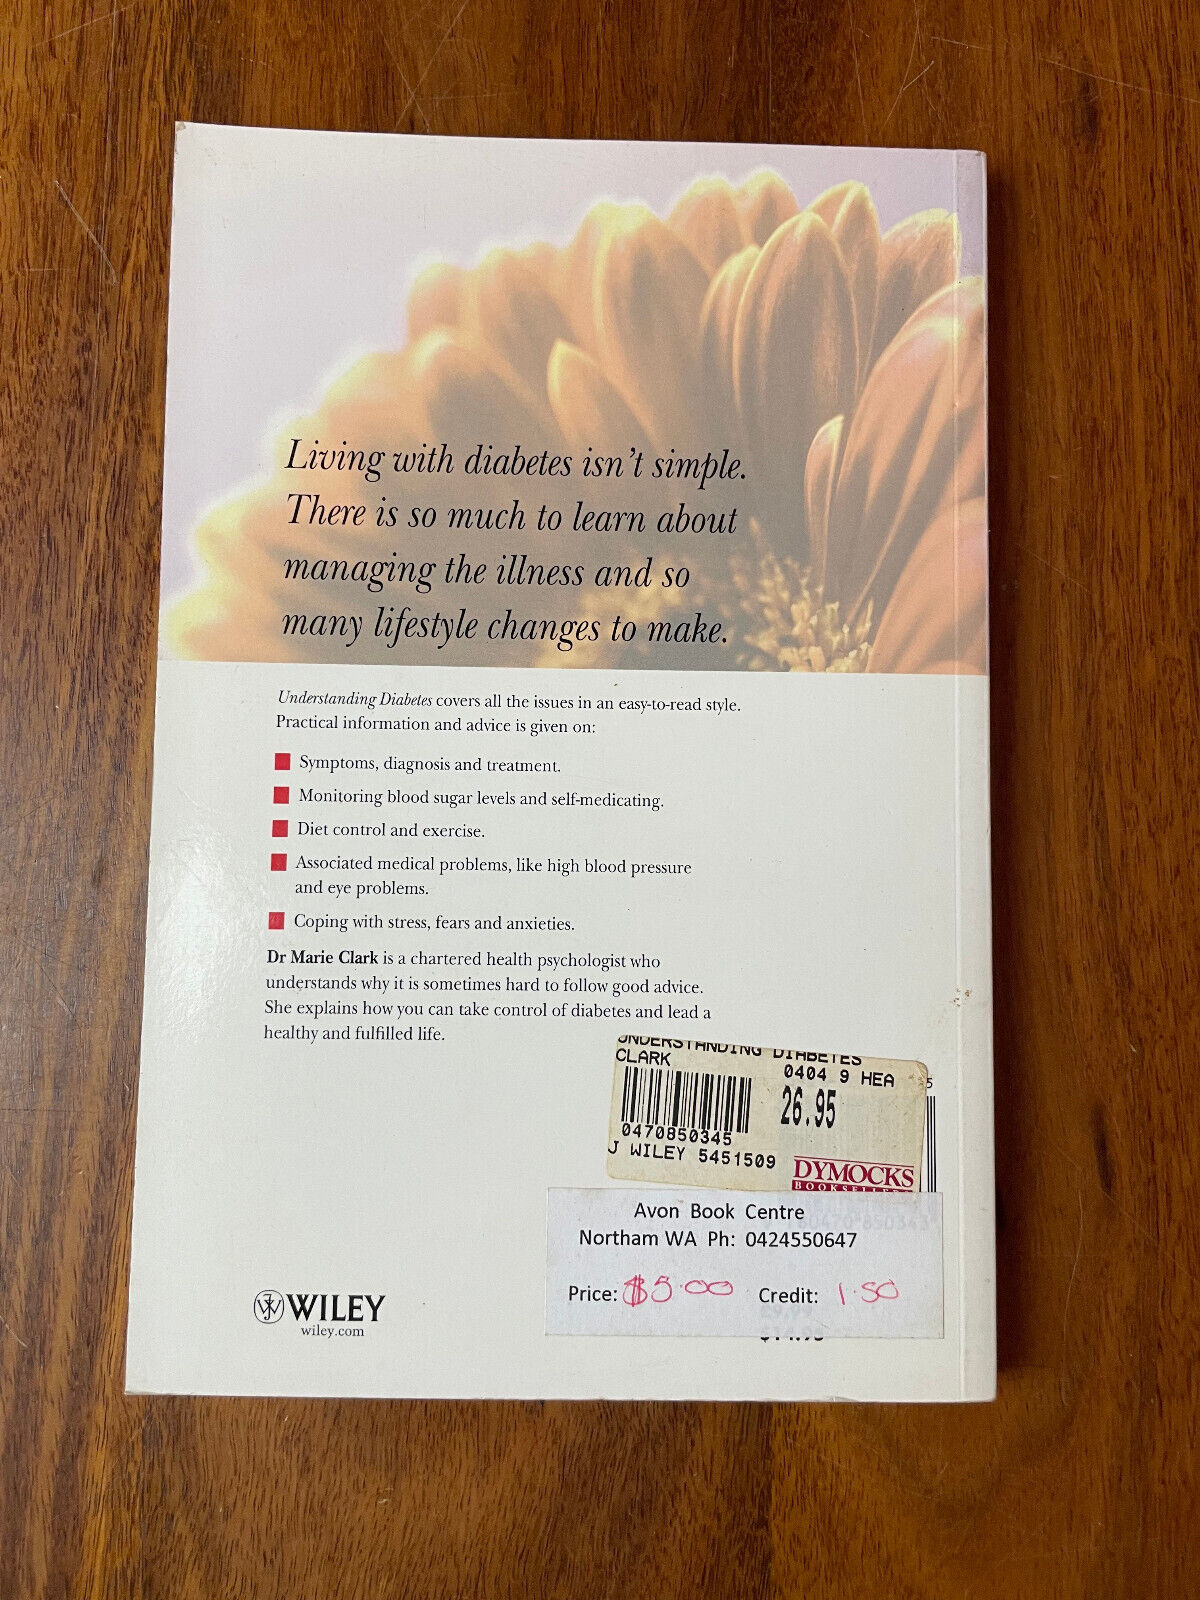 Living with diabetes isn't simple.
There is so much to learn about
managing the illness and so
many lifestyle changes to make.
Understanding Diabetes covers all the issues in an easy-to-read style.
Practical information and advice is given on:
Symptoms, diagnosis and treatment.
Monitoring blood sugar levels and self-medicating.
Diet control and exercise.
Associated medical problems, like high blood pressure
and eye problems.
Coping with stress, fears and anxieties.
Dr Marie Clark is a chartered health psychologist who
understands why it is sometimes hard to follow good advice.
She explains how you can take control of diabetes and lead a
healthy and fulfilled life.
UNDERSTANDING DIABETES
CLARK
0404 9 HEA
26.95
0470850345
J WILEY 5451509
DYMOCKS
BOOKSELLERS
Avon Book Centre
Northam WA Ph: 0424550647
Price: $5.00 Credit: 1.50
WILEY
wiley.com